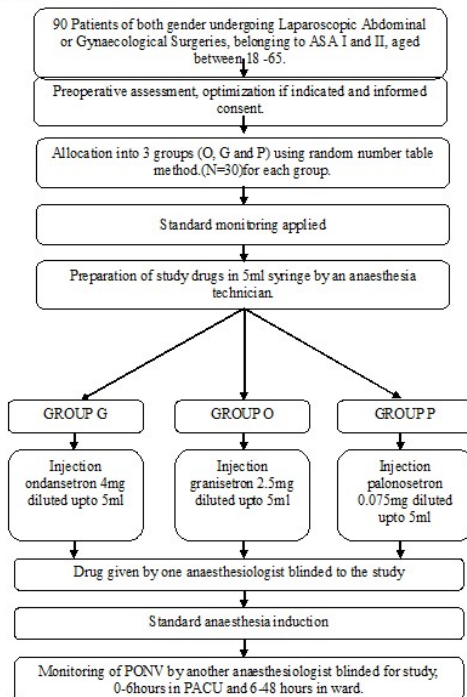 90 Patients of both gender undergoing Laparoscopic Abdominal
or Gynaecological Surgeries, belonging to ASA I and II, aged
between 18 -65.
Preoperative assessment, optimization if indicated and informed
consent.
Allocation into 3 groups (O, G and P) using random number table
method.(N=30)for each group.
Standard monitoring applied
Preparation of study drugs in 5ml syringe by an anaesthesia
technician.
GROUP G
GROUP O
GROUP P
Injection
ondansetron 4mg
diluted upto 5ml
Injection
granisetron 2.5mg
diluted upto 5ml
Injection
palonosetron
0.075mg diluted
upto 5ml
Drug given by one anaesthesiologist blinded to the study
Standard anaesthesia induction
Monitoring of PONV by another anaesthesiologist blinded for study,
0-6hours in PACU and 6-48 hours in ward.